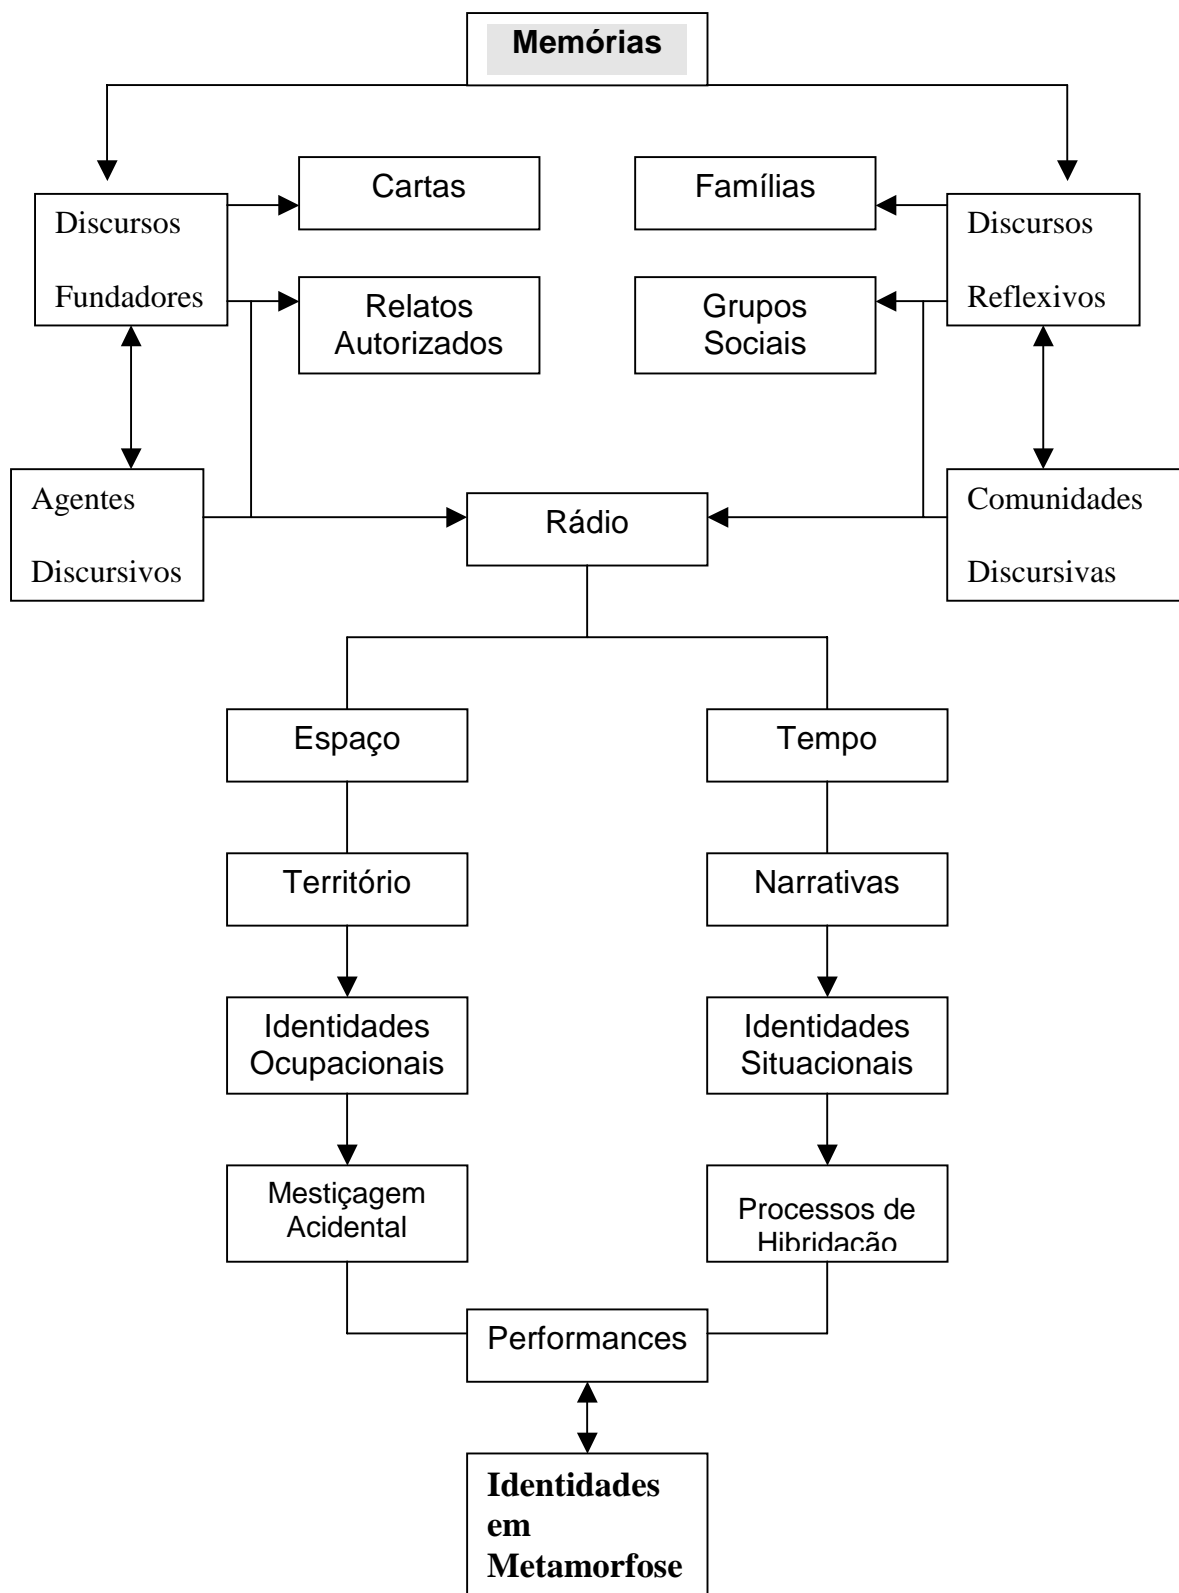 Memórias
Cartas
Famílias
Discursos
Fundadores
Discursos
Reflexivos
Relatos
Autorizados
Grupos
Sociais
Agentes
Discursivos
Rádio
Comunidades
Discursivas
Espaço
Tempo
Território
Narrativas
Identidades
Ocupacionais
Identidades
Situacionais
Mestiçagem
Acidental
Processos de
Hibridação
Performances
Identidades
em
Metamorfose